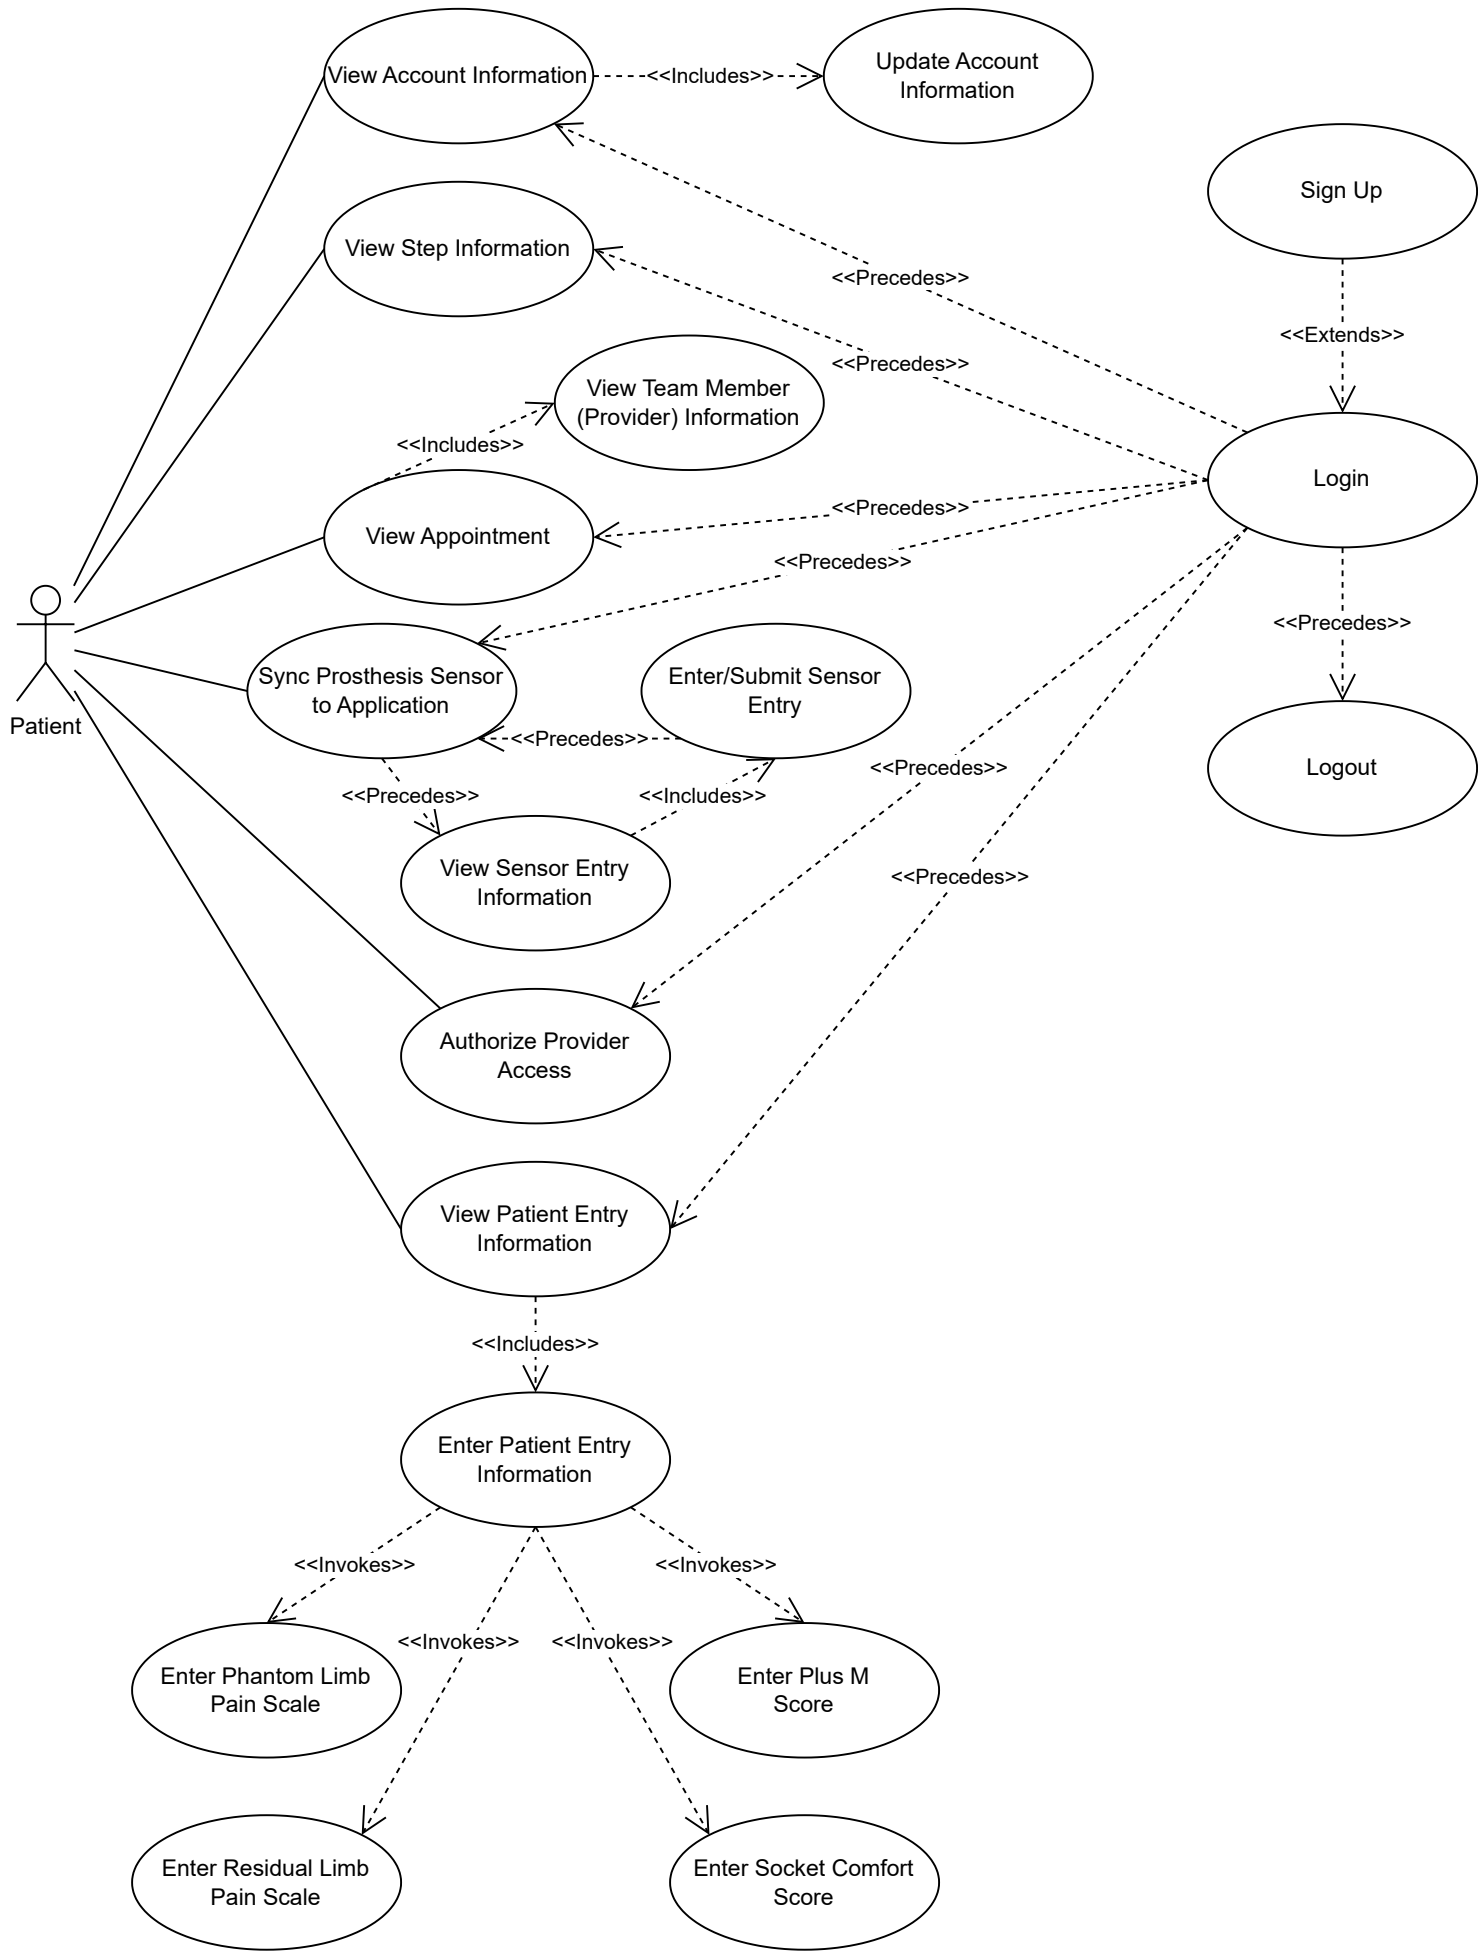 View Account Information
<<Includes>>
Update Account
Information
Sign Up
View Step Information
<<Precedes>>
<<Extends>>
<<Precedes>>
View Team Member
(Provider) Information
<<Includes>>
Login
<<Precedes>>
View Appointment
<<Precedes>>
<<Precedes>>
Sync Prosthesis Sensor
to Application
Enter/Submit Sensor
Entry
Patient
<<Precedes>>
<<Precedes>>
Logout
<<Precedes>>
<<Includes>>
View Sensor Entry
Information
<<Precedes>>
Authorize Provider
Access
View Patient Entry
Information
<<Includes>>
Enter Patient Entry
Information
<<Invokes>>
<<Invokes>>
<<Invokes>>
<<Invokes>>
Enter Phantom Limb
Pain Scale
Enter Plus M
Score
Enter Residual Limb
Pain Scale
Enter Socket Comfort
Score